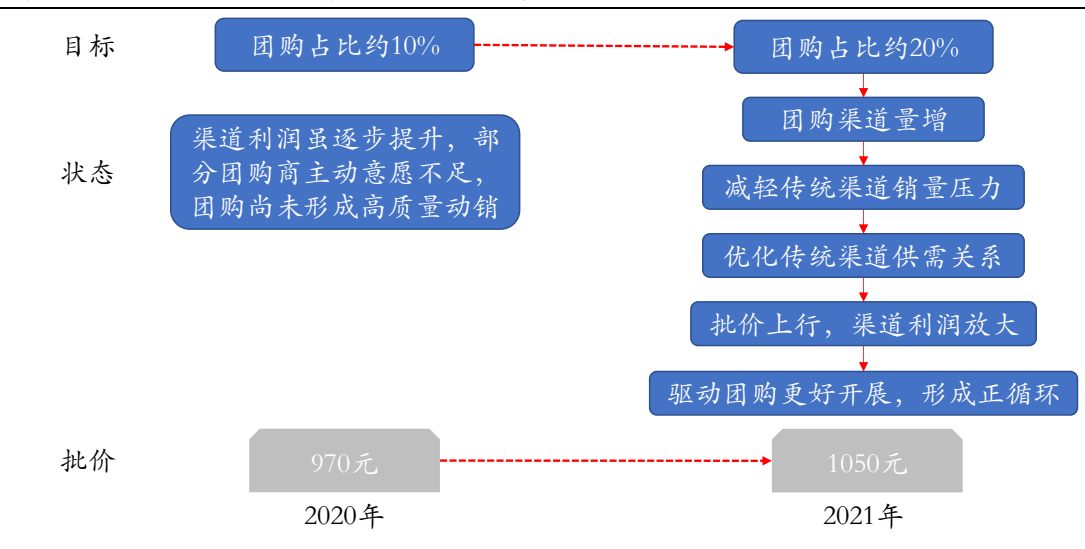 目标
团购占比约10%
团购占比约20%
团购渠道量增
状态
渠道利润虽逐步提升，部
分团购商主动意愿不足，
团购尚未形成高质量动销
减轻传统渠道销量压力
优化传统渠道供需关系
批价上行，渠道利润放大
驱动团购更好开展，形成正循环
批价
970元
1050元
2020年
2021年